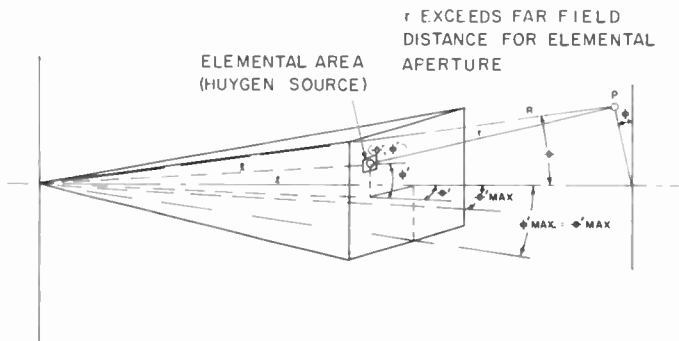 r EXCEEDS FAR FIELD
DISTANCE FOR ELEMENTAL
APERTURE
ELEMENTAL AREA
(HUYGEN SOURCE)
P
R
r
ϕ
ϕ'
ℓ
ℓ
ϕ'
MAX
ϕ' MAX = MAX